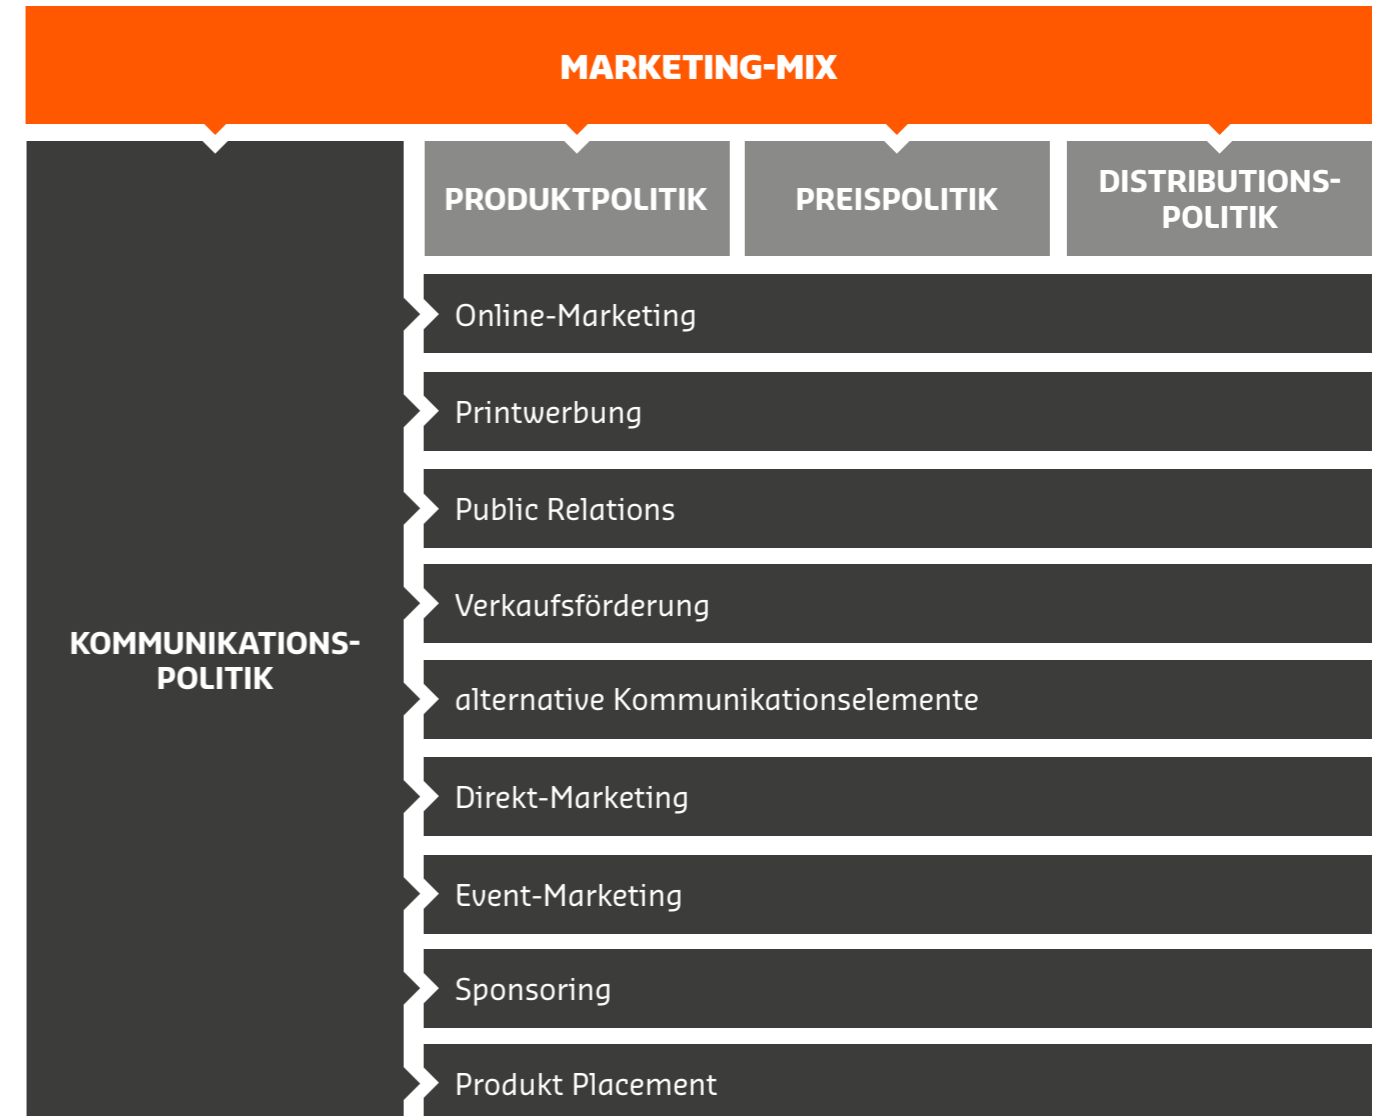 MARKETING-MIX
PRODUKTPOLITIK
PREISPOLITIK
DISTRIBUTIONS-
POLITIK
KOMMUNIKATIONS-
POLITIK
Online-Marketing
Printwerbung
Public Relations
Verkaufsförderung
alternative Kommunikationselemente
Direkt-Marketing
Event-Marketing
Sponsoring
Produkt Placement